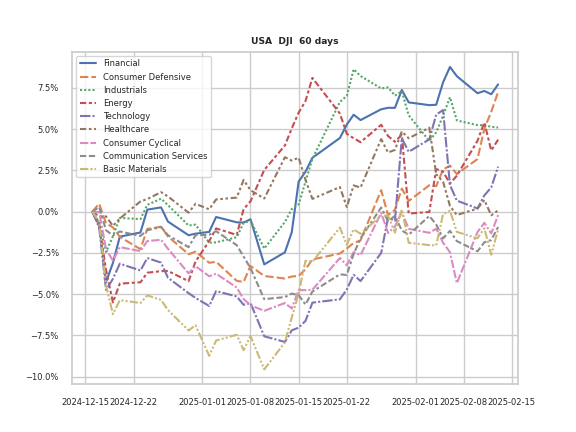 USA  DJI  60 days
Financial
Consumer Defensive
Industrials
Energy
Technology
Healthcare
Consumer Cyclical
Communication Services
Basic Materials
7.5%
5.0%
2.5%
0.0%
−2.5%
−5.0%
−7.5%
−10.0%
2024-12-15 2024-12-22 2025-01-01 2025-01-08 2025-01-15 2025-01-22 2025-02-01 2025-02-08 2025-02-15